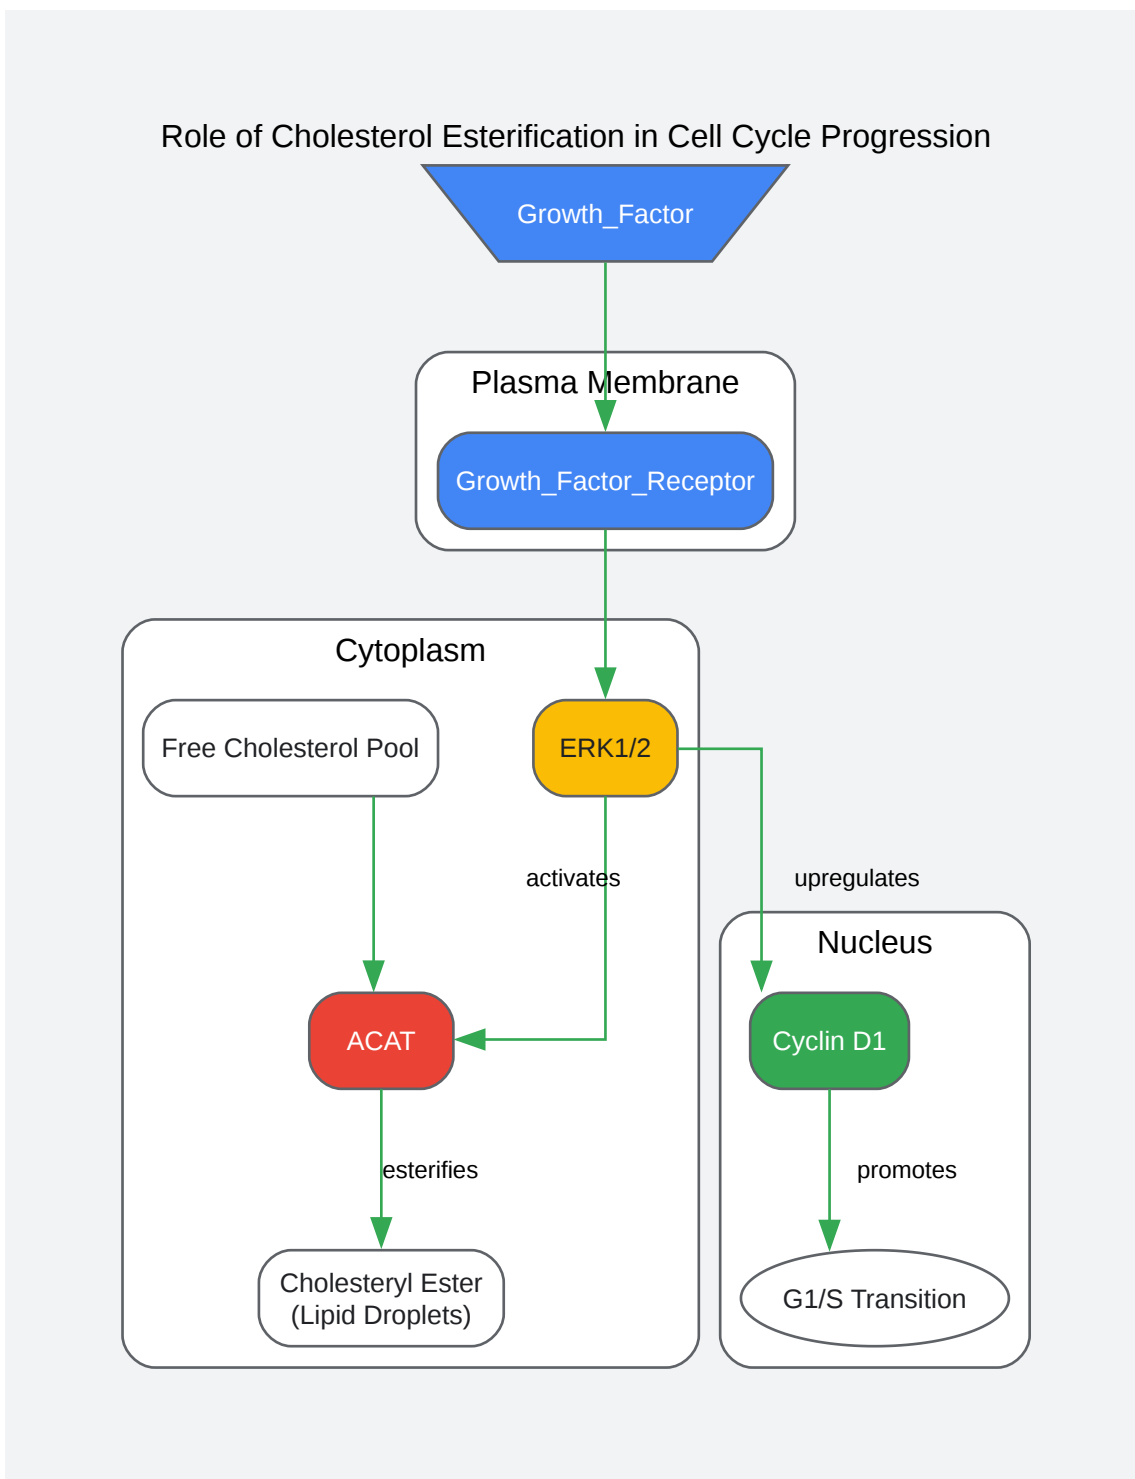 Role of Cholesterol Esterification in Cell Cycle Progression
Growth_Factor
Plasma Membrane
Growth_Factor_Receptor
Cytoplasm
Free Cholesterol Pool
ERK1/2
activates
upregulates
Nucleus
ACAT
Cyclin D1
esterifies
promotes
Cholesteryl Ester
(Lipid Droplets)
G1/S Transition